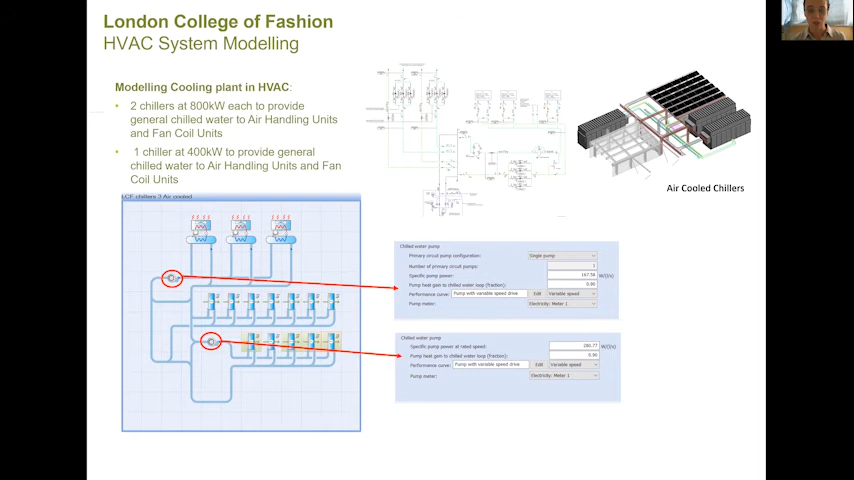 London College of Fashion
HVAC System Modelling
Modelling Cooling plant in HVAC:
• 2 chillers at 800kW each to provide
general chilled water to Air Handling Units
and Fan Coil Units
• 1 chiller at 400kW to provide general
chilled water to Air Handling Units and Fan
Coil Units
Air Cooled Chillers
LCF chillers 3 Air cooled
Chilled water pump
Primary circuit pump configuration: Single pump
Number of primary circuit pumps: 1
Specific pump power: 167.58 W/(l/s)
Pump heat gain to chilled water loop (fraction): 0.90
Performance curve: Pump with variable speed drive Edit Variable speed
Pump meter: Electricity: Meter 1
Chilled water pump
Specific pump power at rated speed: 280.77 W/(l/s)
Pump heat gain to chilled water loop (fraction): 0.90
Performance curve: Pump with variable speed drive Edit Variable speed
Pump meter: Electricity: Meter 1